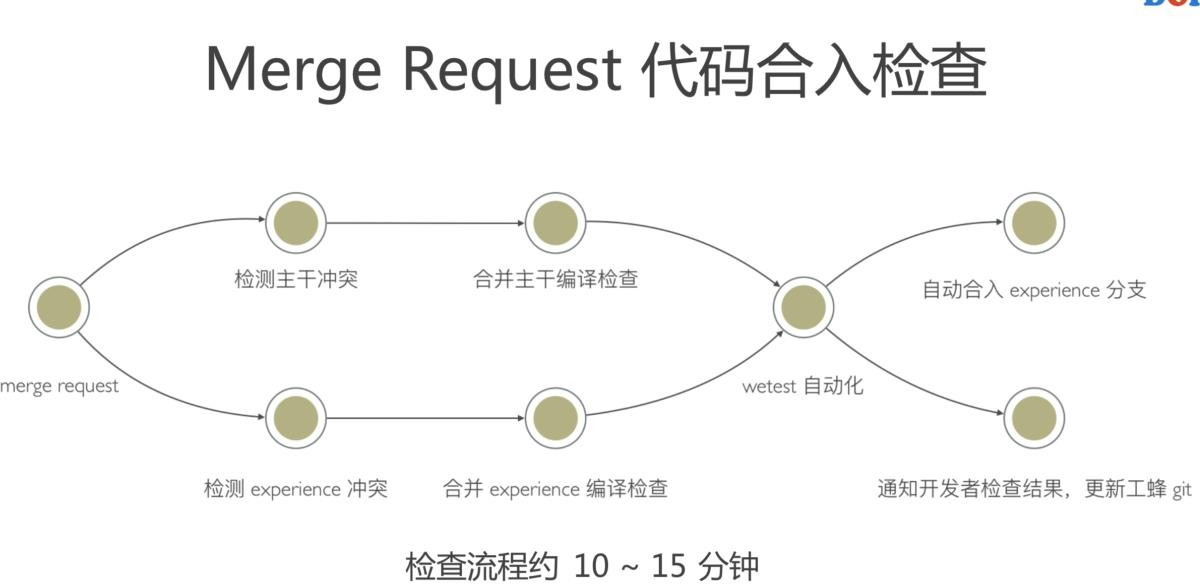 Merge Request 代码合入检查
检测主干冲突
合并主干编译检查
自动合入 experience 分支
merge request
wetest 自动化
检测 experience 冲突
合并 experience 编译检查
通知开发者检查结果，更新工蜂 git
检查流程约 10 ~ 15 分钟